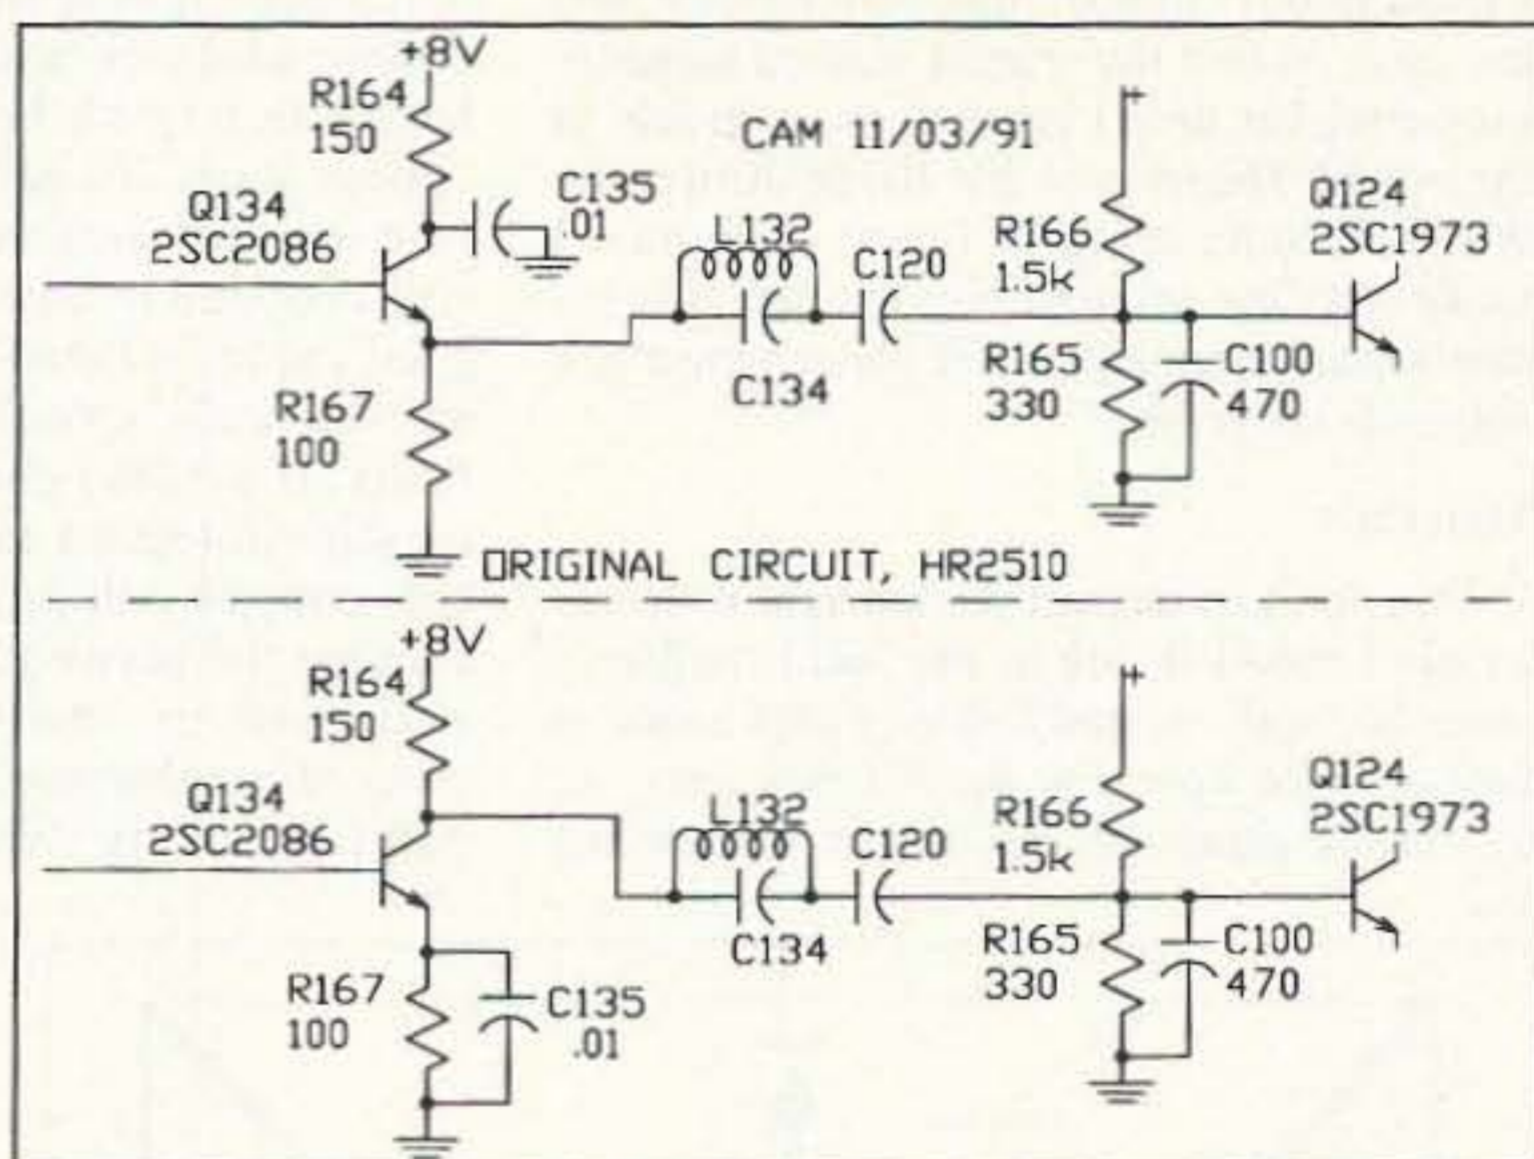 +8V
R164
150
CAM 11/03/91
+
C135
.01
Q134
2SC2086
L132
C120
R166
1.5k
Q124
2SC1973
C134
R165
330
C100
470
R167
100
ORIGINAL CIRCUIT, HR2510
+8V
R164
150
+
Q134
2SC2086
L132
C120
R166
1.5k
Q124
2SC1973
C134
R165
330
C100
470
R167
100
C135
.01